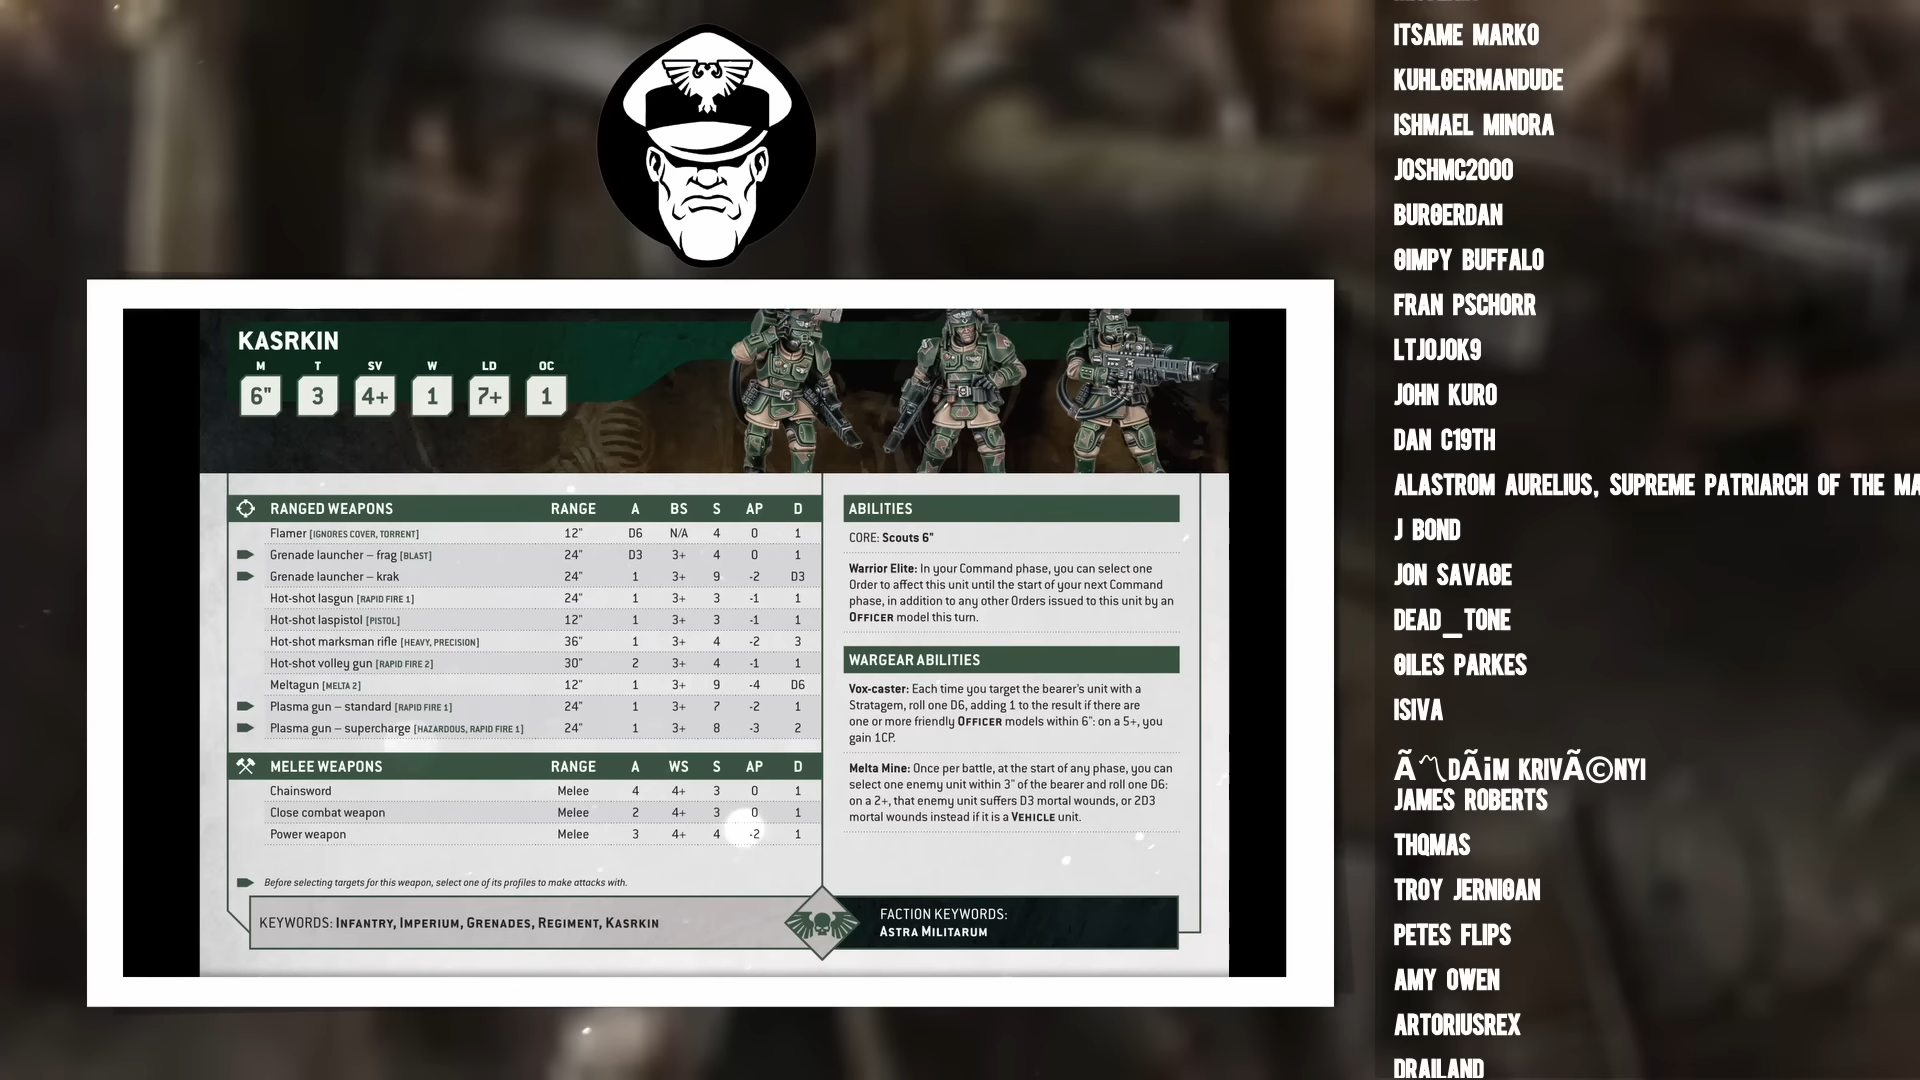 KASRKIN
M T SV W LD OC
6" 3 4+ 1 7+ 1
RANGED WEAPONS RANGE A BS S AP D
Flamer [IGNORES COVER, TORRENT] 12" D6 N/A 4 0 1
Grenade launcher – frag [BLAST] 24" D3 3+ 4 0 1
Grenade launcher – krak 24" 1 3+ 9 -2 D3
Hot-shot lasgun [RAPID FIRE 1] 24" 1 3+ 3 -1 1
Hot-shot laspistol [PISTOL] 12" 1 3+ 3 -1 1
Hot-shot marksman rifle [HEAVY, PRECISION] 36" 1 3+ 4 -2 3
Hot-shot volley gun [RAPID FIRE 2] 30" 2 3+ 4 -1 1
Meltagun [MELTA 2] 12" 1 3+ 9 -4 D6
Plasma gun – standard [RAPID FIRE 1] 24" 1 3+ 7 -2 1
Plasma gun – supercharge [HAZARDOUS, RAPID FIRE 1] 24" 1 3+ 8 -3 2
MELEE WEAPONS RANGE A WS S AP D
Chainsword Melee 4 4+ 3 0 1
Close combat weapon Melee 2 4+ 3 0 1
Power weapon Melee 3 4+ 4 -2 1
Before selecting targets for this weapon, select one of its profiles to make attacks with.
KEYWORDS: INFANTRY, IMPERIUM, GRENADES, REGIMENT, KASRKIN
ABILITIES
CORE: Scouts 6"
Warrior Elite: In your Command phase, you can select one
Order to affect this unit until the start of your next Command
phase, in addition to any other Orders issued to this unit by an
OFFICER model this turn.
WARGEAR ABILITIES
Vox-caster: Each time you target the bearer's unit with a
Stratagem, roll one D6, adding 1 to the result if there are
one or more friendly OFFICER models within 6": on a 5+, you
gain 1CP.
Melta Mine: Once per battle, at the start of any phase, you can
select one enemy unit within 3" of the bearer and roll one D6:
on a 2+, that enemy unit suffers D3 mortal wounds, or 2D3
mortal wounds instead if it is a VEHICLE unit.
FACTION KEYWORDS:
ASTRA MILITARUM
ITSAME MARKO
KUHLGERMANDUDE
ISHMAEL MINORA
JOSHMC2000
BURGERDAN
GIMPY BUFFALO
FRAN PSCHORR
LTJOJOK9
JOHN KURO
DAN C19TH
ALASTROM AURELIUS, SUPREME PATRIARCH OF THE MA
J BOND
JON SAVAGE
DEAD_TONE
GILES PARKES
ISIVA
KRIVÃ©NYI
JAMES ROBERTS
THOMAS
TROY JERNIGAN
PETES FLIPS
AMY OWEN
ARTORIUSREX
DRAILAND